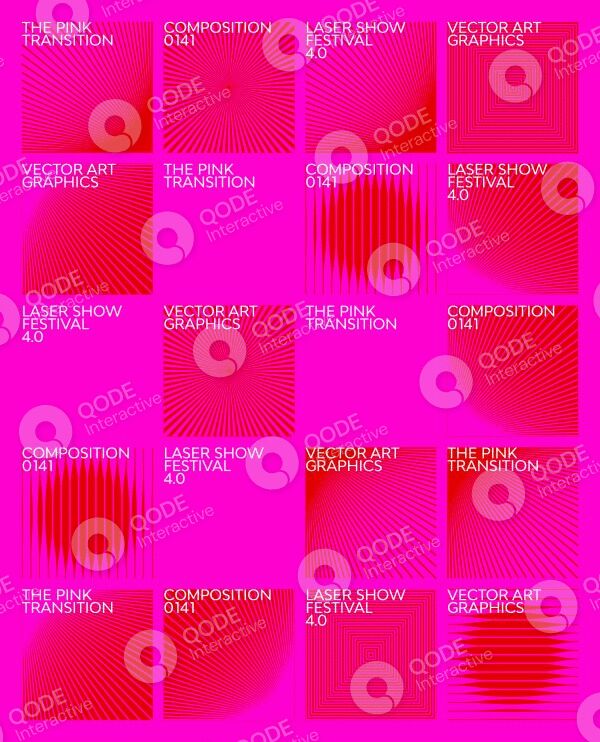 THE PINK
TRANSITION
COMPOSITION
0141
LASER SHOW
FESTIVAL
4.0
VECTOR ART
GRAPHICS
VECTOR ART
GRAPHICS
THE PINK
TRANSITION
COMPOSITION
0141
LASER SHOW
FESTIVAL
4.0
LASER SHOW
FESTIVAL
4.0
VECTOR ART
GRAPHICS
THE PINK
TRANSITION
COMPOSITION
0141
COMPOSITION
0141
LASER SHOW
FESTIVAL
4.0
VECTOR ART
GRAPHICS
THE PINK
TRANSITION
THE PINK
TRANSITION
COMPOSITION
0141
LASER SHOW
FESTIVAL
4.0
VECTOR ART
GRAPHICS
QODE
Interactive